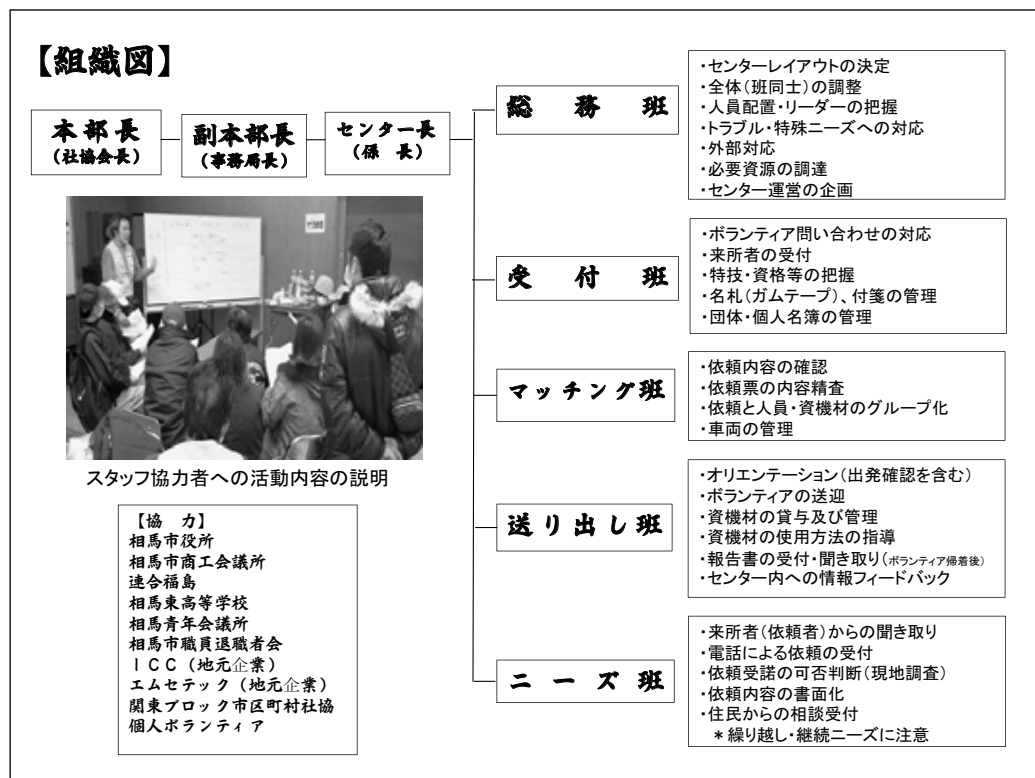 【組織図】
本部長
（社協会長）
副本部長
（事務局長）
センター長
（係　長）
総　務　班
・センターレイアウトの決定
・全体（班同士）の調整
・人員配置・リーダーの把握
・トラブル・特殊ニーズへの対応
・外部対応
・必要資源の調達
・センター運営の企画
受　付　班
・ボランティア問い合わせの対応
・来所者の受付
・特技・資格等の把握
・名札（ガムテープ）、付箋の管理
・団体・個人名簿の管理
マッチング班
・依頼内容の確認
・依頼票の内容精査
・依頼と人員・資機材のグループ化
・車両の管理
送り出し班
・オリエンテーション（出発確認を含む）
・ボランティアの送迎
・資機材の貸与及び管理
・資機材の使用方法の指導
・報告書の受付・聞き取り（ボランティア帰着後）
・センター内への情報フィードバック
ニーズ班
・来所者（依頼者）からの聞き取り
・電話による依頼の受付
・依頼受諾の可否判断（現地調査）
・依頼内容の書面化
・住民からの相談受付
＊繰り越し・継続ニーズに注意
スタッフ協力者への活動内容の説明
【協　力】
相馬市役所
相馬市商工会議所
連合福島
相馬東高等学校
相馬青年会議所
相馬市職員退職者会
ＩＣＣ（地元企業）
エムセテック（地元企業）
関東ブロック市区町村社協
個人ボランティア